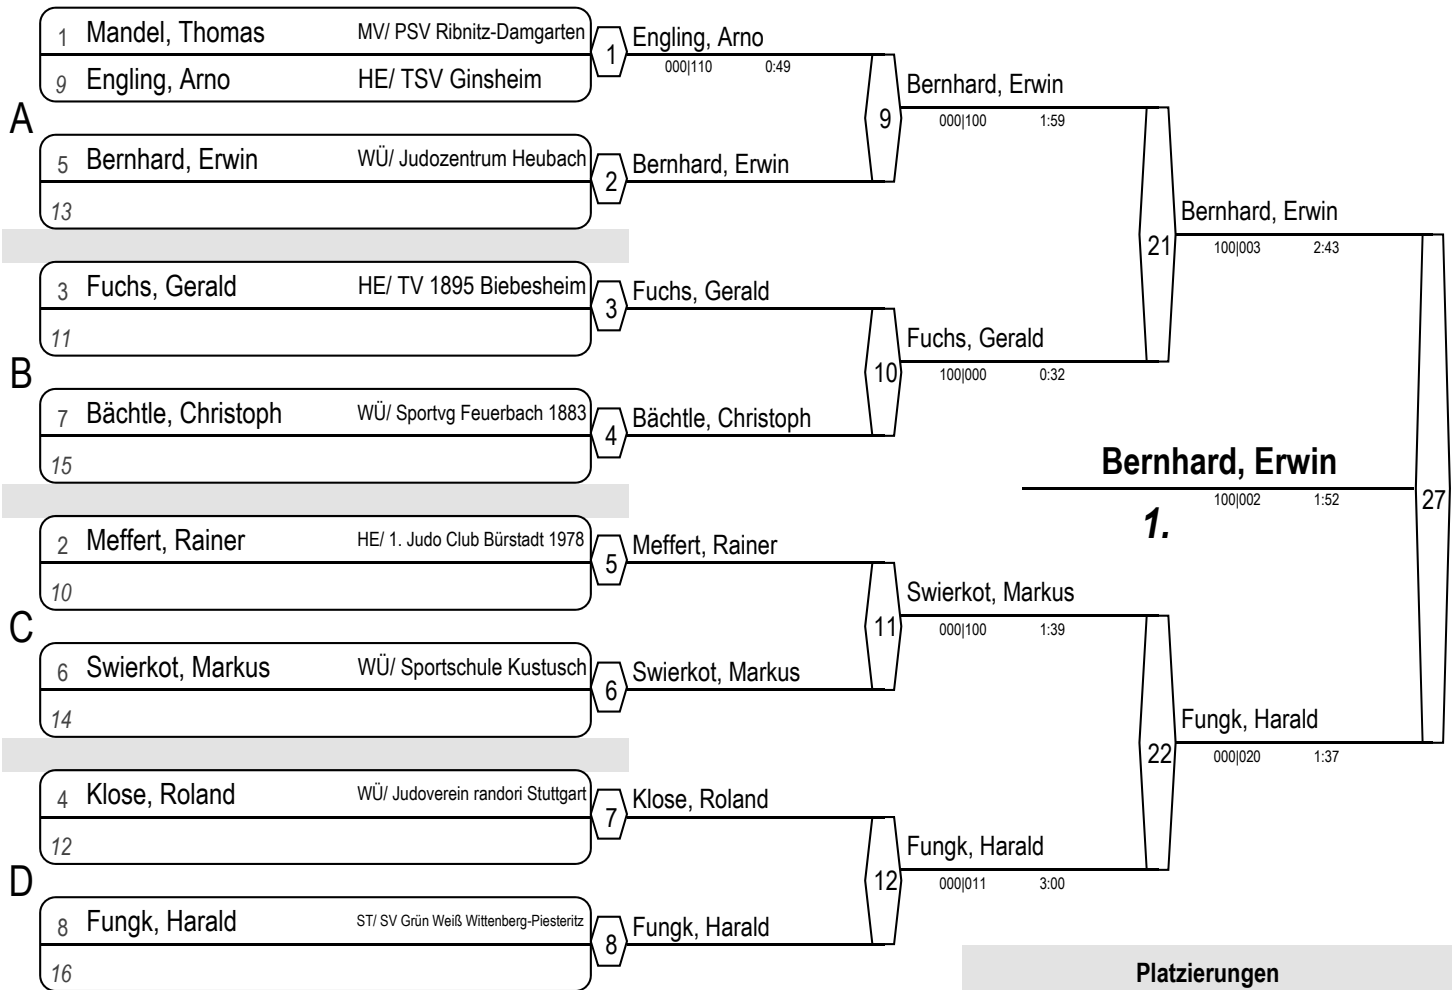 1 Mandel, Thomas MV/ PSV Ribnitz-Damgarten
9 Engling, Arno HE/ TSV Ginsheim
A
5 Bernhard, Erwin WÜ/ Judozentrum Heubach
13
3 Fuchs, Gerald HE/ TV 1895 Biebesheim
11
B
7 Bächtle, Christoph WÜ/ Sportvg Feuerbach 1883
15
2 Meffert, Rainer HE/ 1. Judo Club Bürstadt 1978
10
C
6 Swierkot, Markus WÜ/ Sportschule Kustusch
14
4 Klose, Roland WÜ/ Judoverein randori Stuttgart
12
D
8 Fungk, Harald ST/ SV Grün Weiß Wittenberg-Piesteritz
16
1 Engling, Arno
000|110 0:49
2 Bernhard, Erwin
3 Fuchs, Gerald
4 Bächtle, Christoph
5 Meffert, Rainer
6 Swierkot, Markus
7 Klose, Roland
8 Fungk, Harald
9 Bernhard, Erwin
000|100 1:59
10 Fuchs, Gerald
100|000 0:32
11 Swierkot, Markus
000|100 1:39
12 Fungk, Harald
000|011 3:00
21 Bernhard, Erwin
100|003 2:43
22 Fungk, Harald
000|020 1:37
27
Bernhard, Erwin
100|002 1:52
1.
Platzierungen